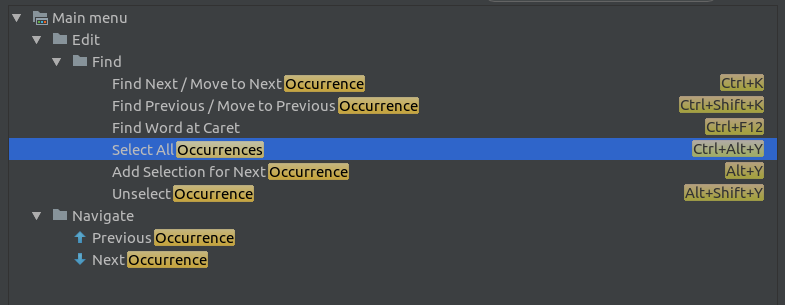 Main menu
Edit
Find
Find Next / Move to Next Occurrence Ctrl+K
Find Previous / Move to Previous Occurrence Ctrl+Shift+K
Find Word at Caret Ctrl+F12
Select All Occurrences Ctrl+Alt+Y
Add Selection for Next Occurrence Alt+Y
Unselect Occurrence Alt+Shift+Y
Navigate
Previous Occurrence
Next Occurrence